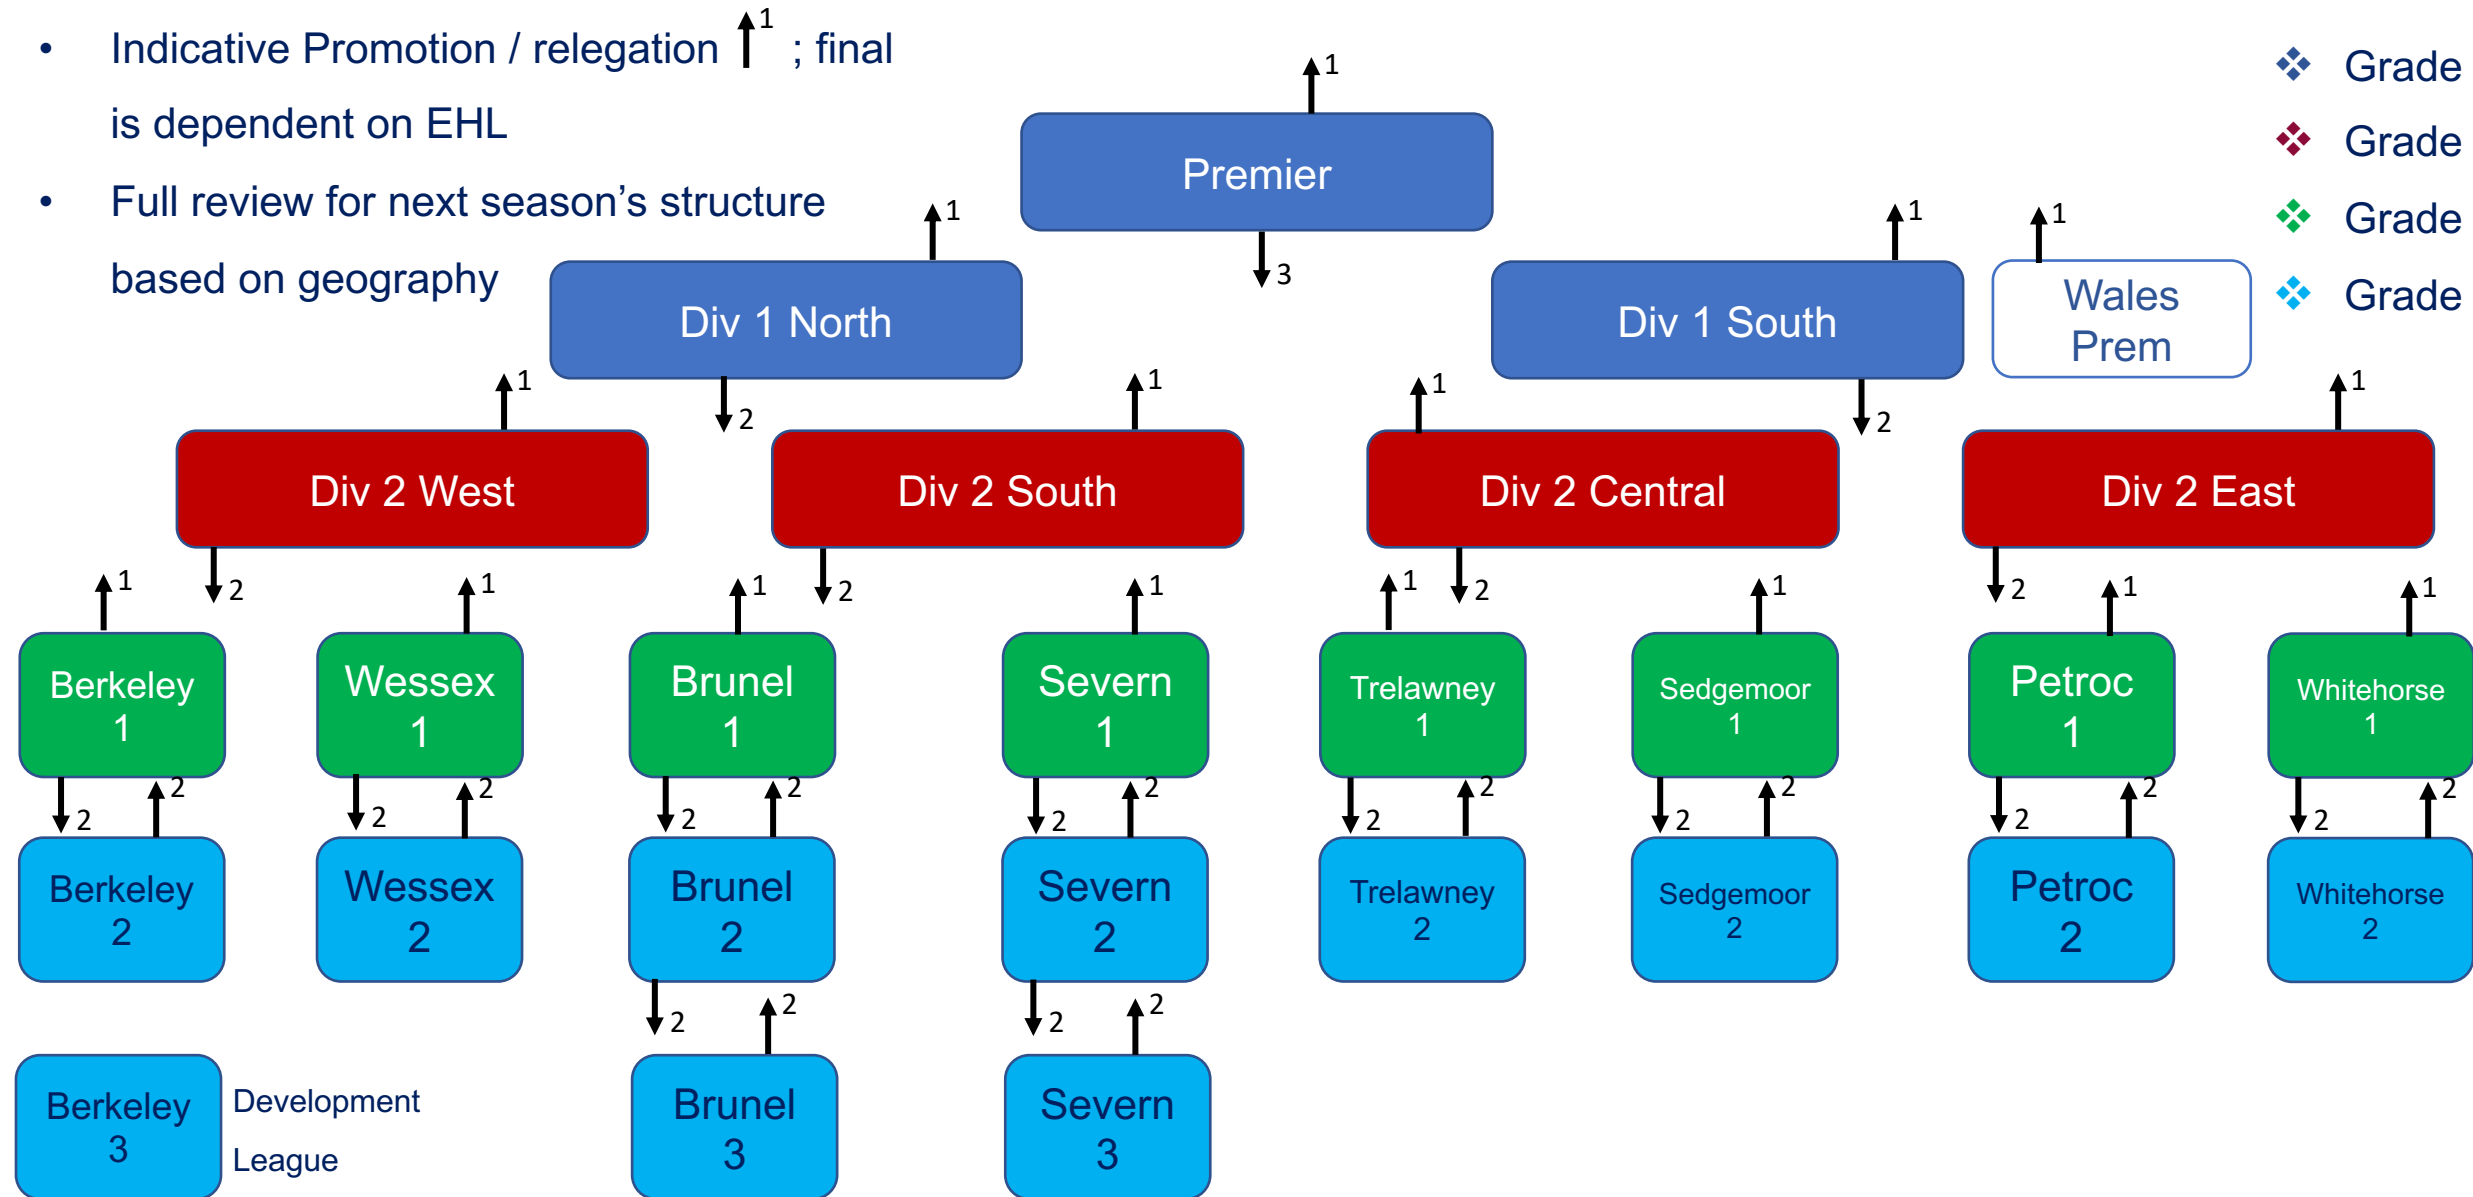 • Indicative Promotion / relegation 1 ; final
is dependent on EHL
• Full review for next season’s structure
based on geography
Grade
Grade
Grade
Grade
1
Premier
3
1
Div 1 North
2
1
Div 1 South
2
1
Wales
Prem
1
Div 2 West
2
1
Div 2 South
2
1
Div 2 Central
2
1
Div 2 East
2
1
Berkeley
1
2
1
Wessex
1
2
1
Brunel
1
2
1
Severn
1
2
1
Trelawney
1
2
1
Sedgemoor
1
2
1
Petroc
1
2
1
Whitehorse
1
2
2
Berkeley
2
2
Wessex
2
2
Brunel
2
2
2
Severn
2
2
2
Trelawney
2
2
Sedgemoor
2
2
Petroc
2
2
Whitehorse
2
Berkeley
3
Development
League
2
Brunel
3
2
Severn
3